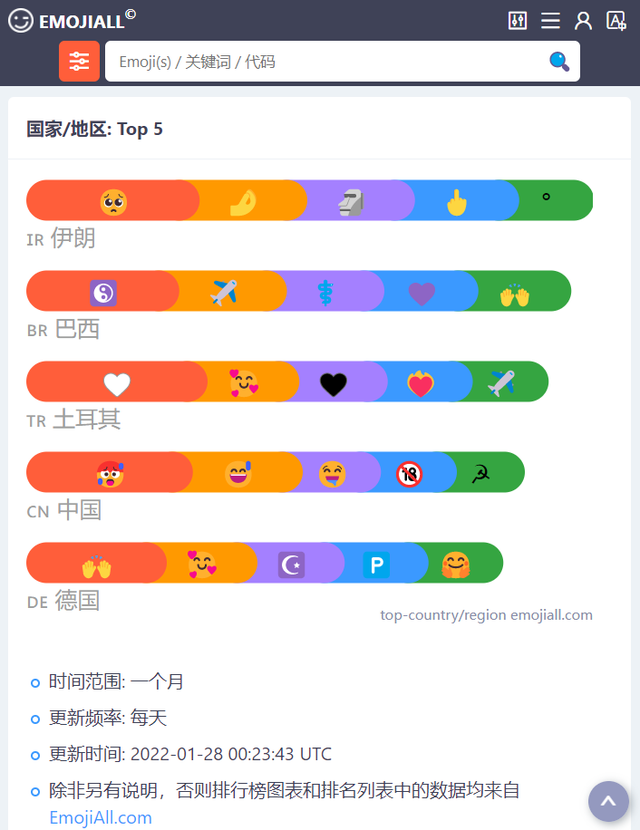 EMOJIALL©
Emoji(s) / 关键词 / 代码
国家/地区: Top 5
IR 伊朗
BR 巴西
TR 土耳其
CN 中国
DE 德国
top-country/region emojiall.com
时间范围: 一个月
更新频率: 每天
更新时间: 2022-01-28 00:23:43 UTC
除非另有说明，否则排行榜图表和排名列表中的数据均来自
EmojiAll.com